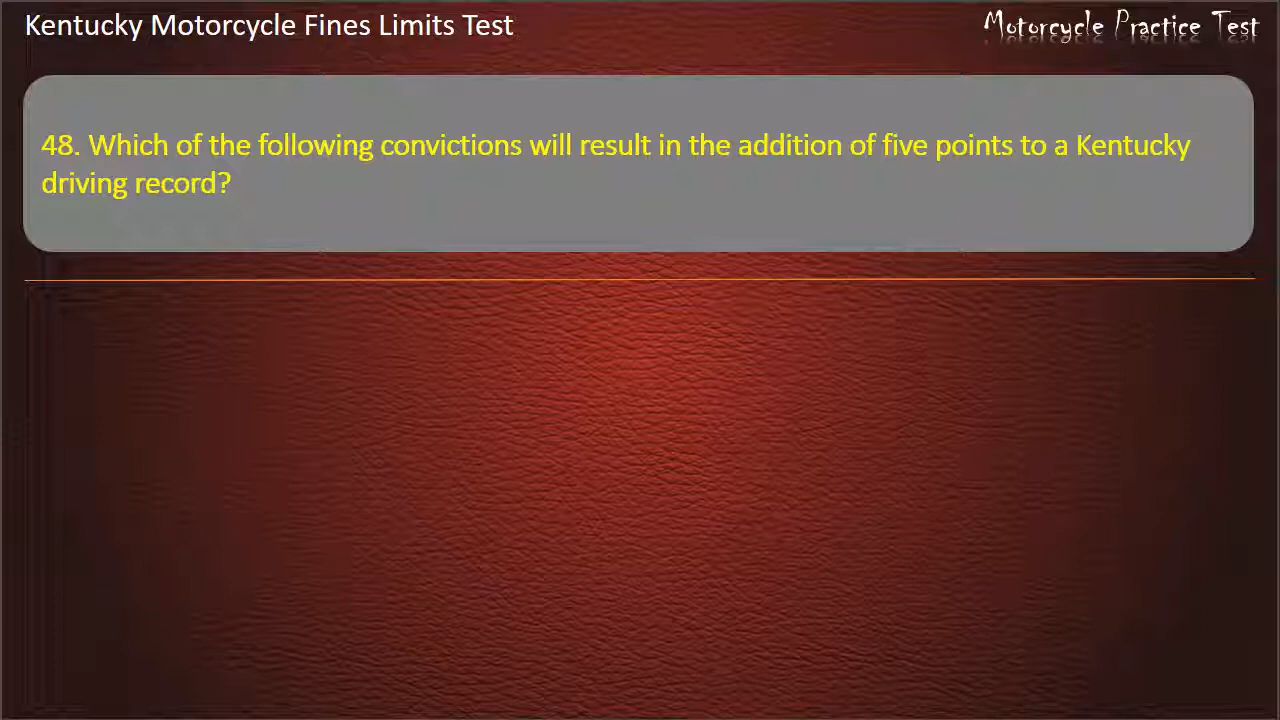 Kentucky Motorcycle Fines Limits Test
Motorcycle Practice Test
48. Which of the following convictions will result in the addition of five points to a Kentucky
driving record?